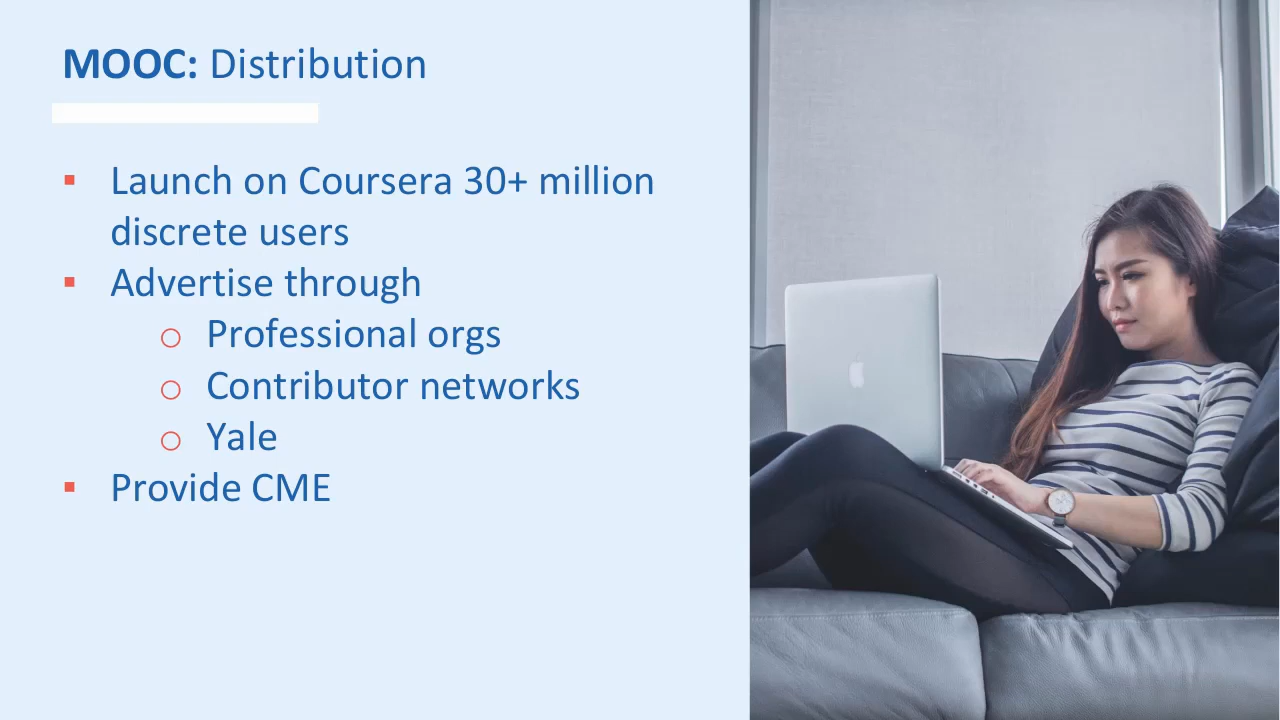 MOOC: Distribution
▪ Launch on Coursera 30+ million
discrete users
▪ Advertise through
o Professional orgs
o Contributor networks
o Yale
▪ Provide CME